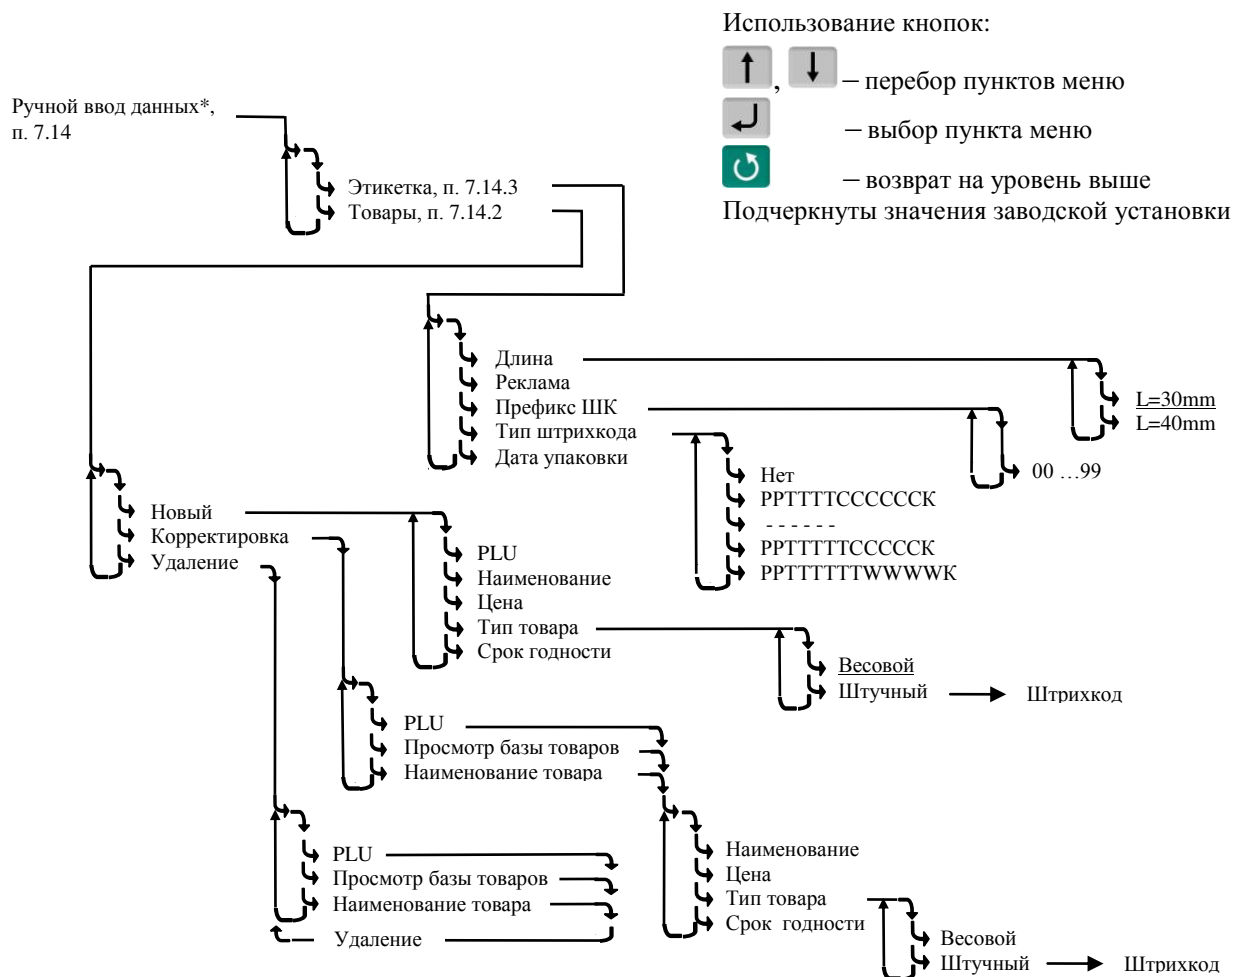 Использование кнопок:
, – перебор пунктов меню
– выбор пункта меню
– возврат на уровень выше
Подчеркнуты значения заводской установки
Ручной ввод данных*,
п. 7.14
Этикетка, п. 7.14.3
Товары, п. 7.14.2
Длина
Реклама
Префикс ШК
Тип штрихкода
Дата упаковки
L=30mm
L=40mm
00 …99
Нет
PPTTTTCCCCCCK
- - - - - -
PPTTTTTCCCCCK
PPTTTTTTWWWWK
Новый
Корректировка
Удаление
PLU
Наименование
Цена
Тип товара
Срок годности
Весовой
Штучный
Штрихкод
PLU
Просмотр базы товаров
Наименование товара
PLU
Просмотр базы товаров
Наименование товара
Удаление
Наименование
Цена
Тип товара
Срок годности
Весовой
Штучный
Штрихкод